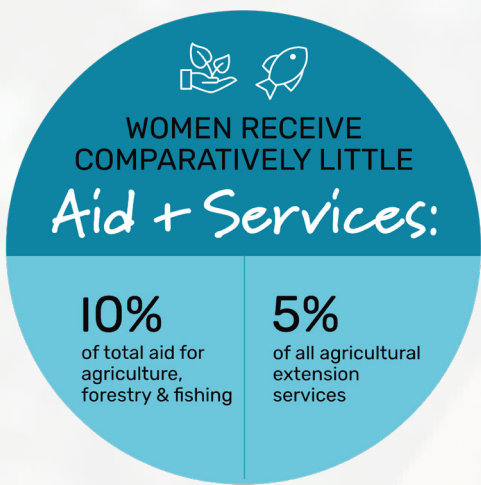 WOMEN RECEIVE
COMPARATIVELY LITTLE
Aid + Services:
10%
of total aid for
agriculture,
forestry & fishing
5%
of all agricultural
extension
services